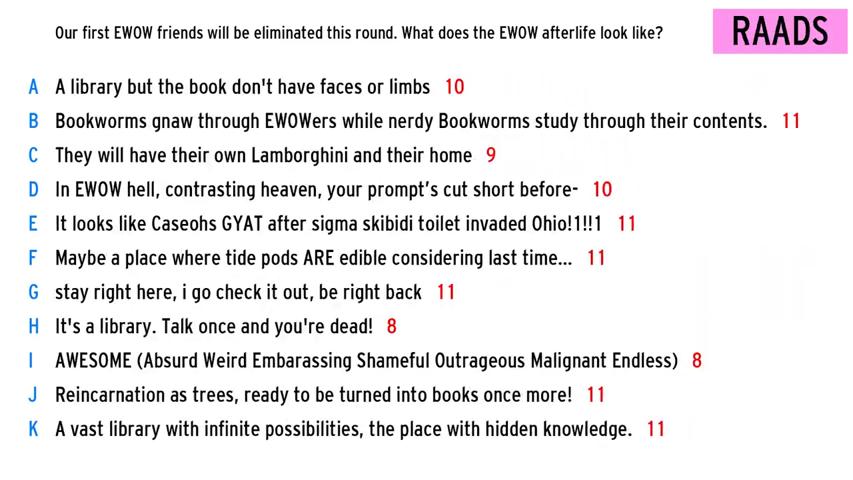 Our first EWOW friends will be eliminated this round. What does the EWOW afterlife look like?
RAADS
A A library but the book don't have faces or limbs 10
B Bookworms gnaw through EWOWers while nerdy Bookworms study through their contents. 11
C They will have their own Lamborghini and their home 9
D In EWOW hell, contrasting heaven, your prompt’s cut short before- 10
E It looks like Caseohs GYAT after sigma skibidi toilet invaded Ohio!1!!1 11
F Maybe a place where tide pods ARE edible considering last time... 11
G stay right here, i go check it out, be right back 11
H It's a library. Talk once and you're dead! 8
I AWESOME (Absurd Weird Embarassing Shameful Outrageous Malignant Endless) 8
J Reincarnation as trees, ready to be turned into books once more! 11
K A vast library with infinite possibilities, the place with hidden knowledge. 11